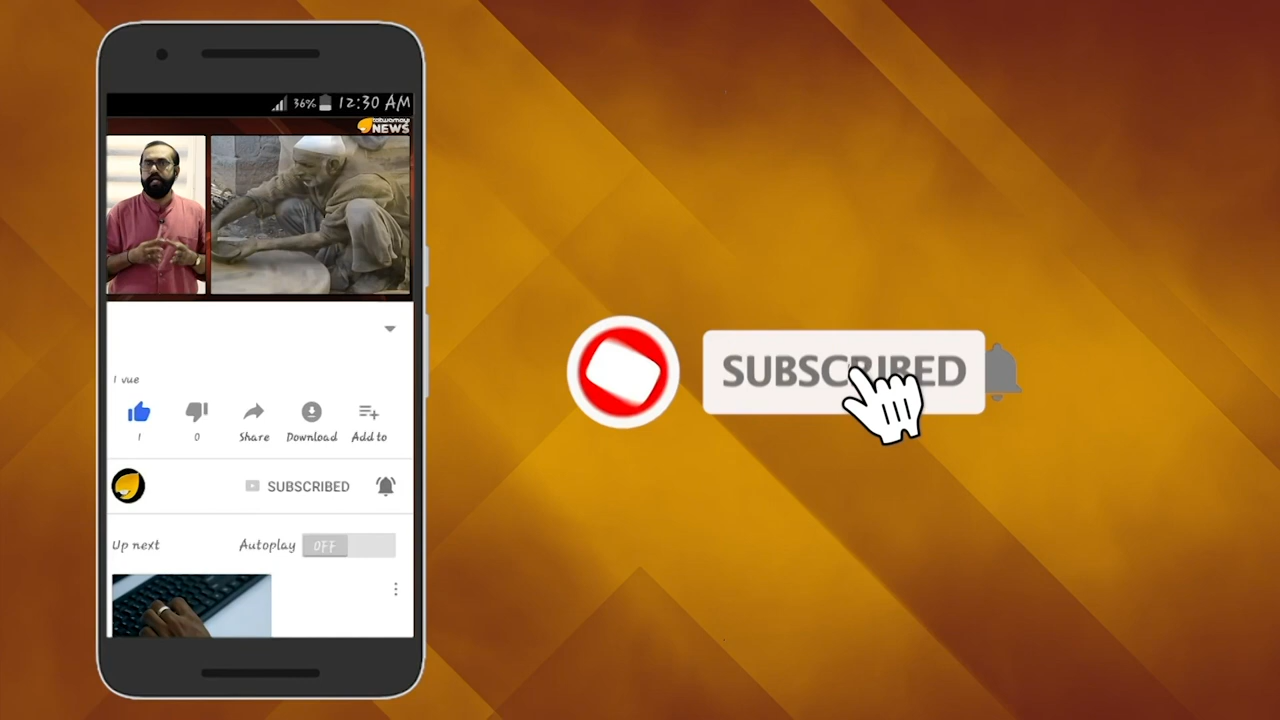 36% 12:30 AM
tatwamayi
NEWS
1 vue
1
0
Share
Download
Add to
SUBSCRIBED
Up next
Autoplay
OFF
SUBSCRIBED